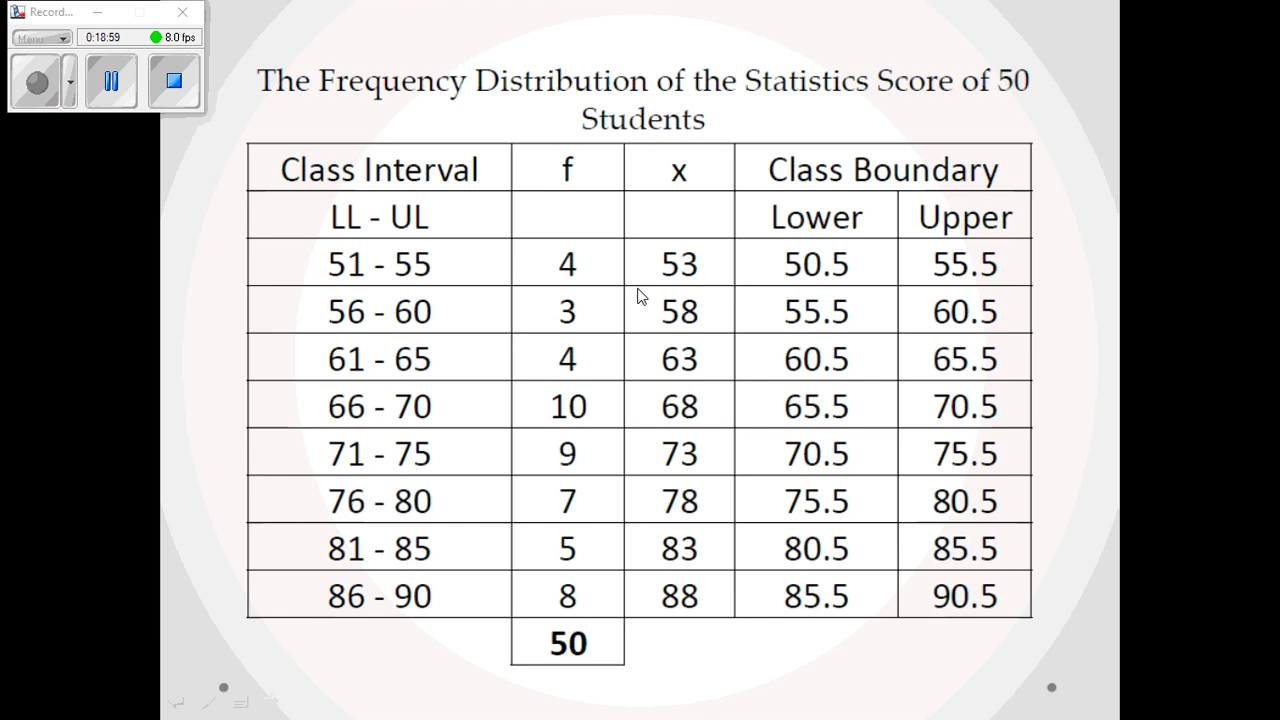 Record...
Menu 0:18:59 8.0 fps
The Frequency Distribution of the Statistics Score of 50
Students
Class Interval f x Class Boundary
LL - UL Lower Upper
51 - 55 4 53 50.5 55.5
56 - 60 3 58 55.5 60.5
61 - 65 4 63 60.5 65.5
66 - 70 10 68 65.5 70.5
71 - 75 9 73 70.5 75.5
76 - 80 7 78 75.5 80.5
81 - 85 5 83 80.5 85.5
86 - 90 8 88 85.5 90.5
50